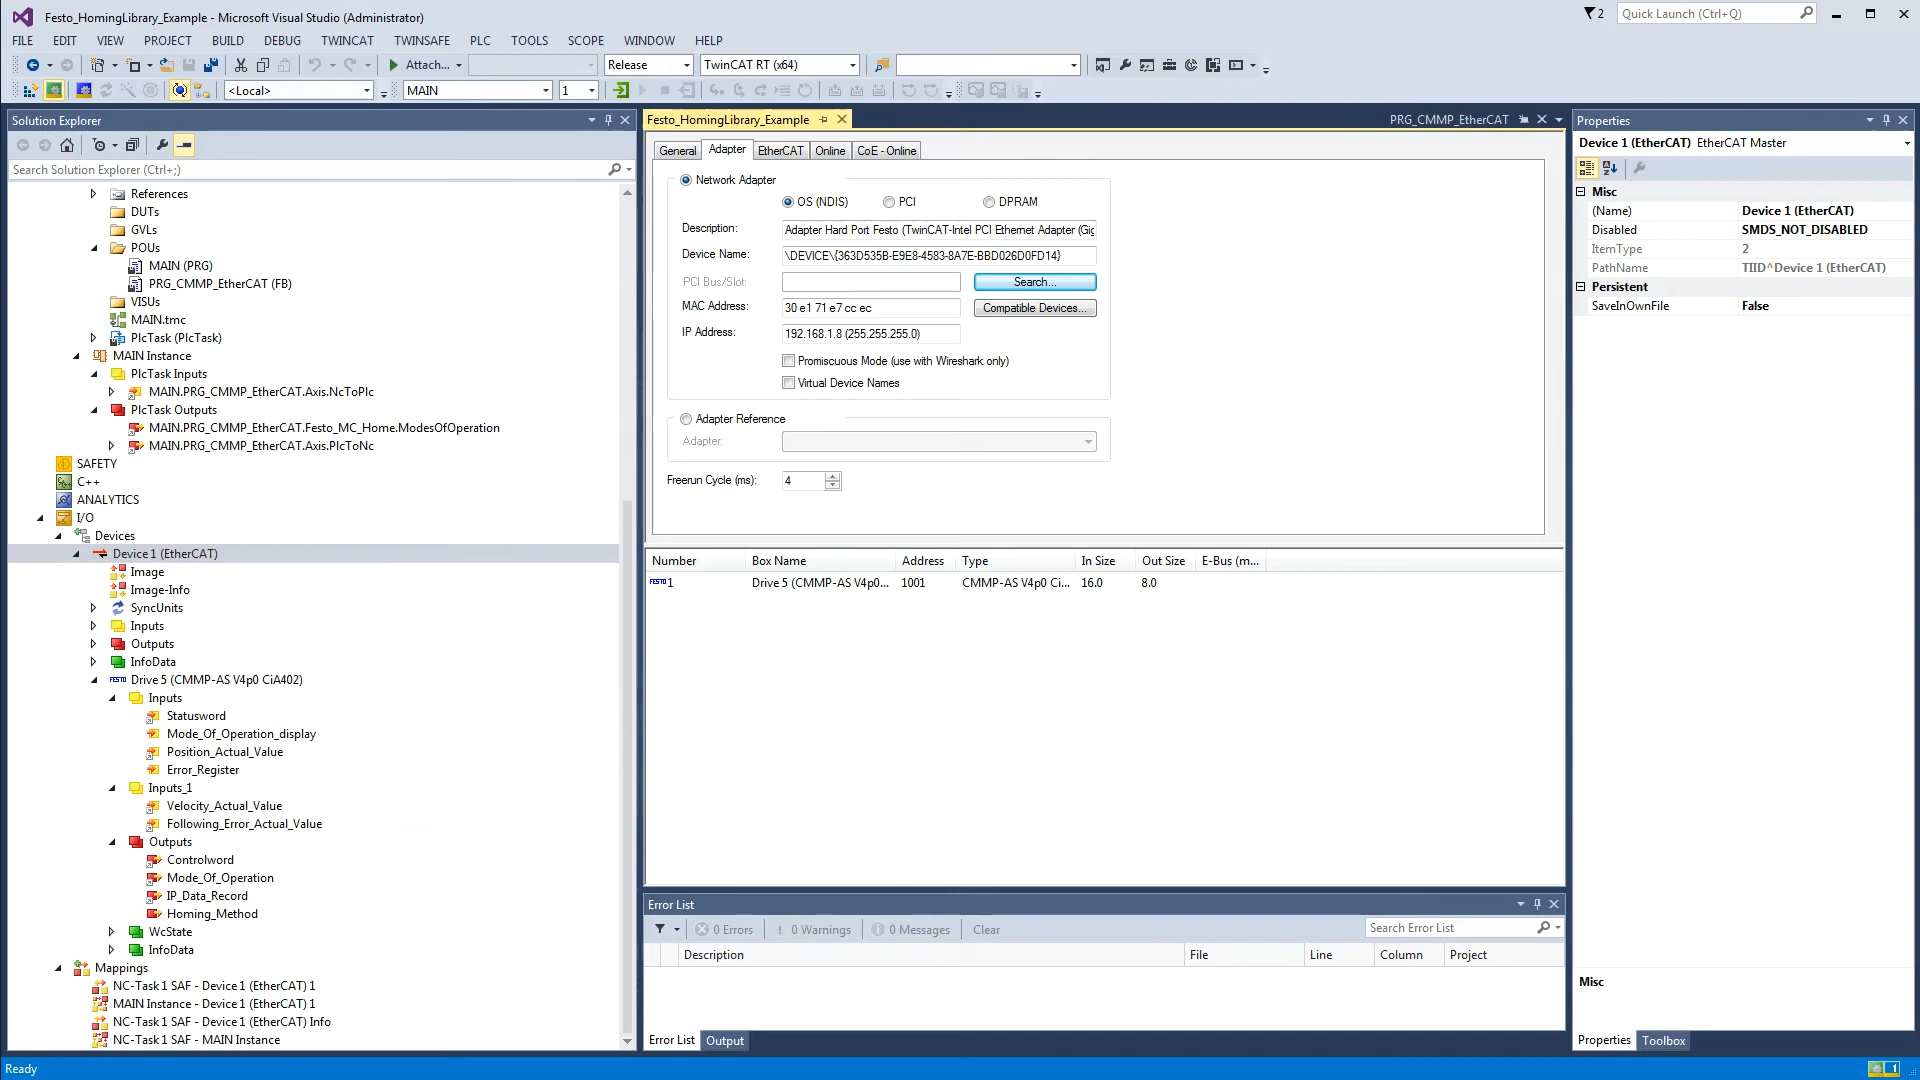 Festo_HomingLibrary_Example - Microsoft Visual Studio (Administrator)
2
Quick Launch (Ctrl+Q)
FILE EDIT VIEW PROJECT BUILD DEBUG TWINCAT TWINSAFE PLC TOOLS SCOPE WINDOW HELP
Attach... Release TwinCAT RT (x64)
<Local> MAIN 1
Solution Explorer
Search Solution Explorer (Ctrl+;)
References
DUTs
GVLs
POUs
MAIN (PRG)
PRG_CMMP_EtherCAT (FB)
VISUs
MAIN.tmc
PlcTask (PlcTask)
MAIN Instance
PlcTask Inputs
MAIN.PRG_CMMP_EtherCAT.Axis.NcToPlc
PlcTask Outputs
MAIN.PRG_CMMP_EtherCAT.Festo_MC_Home.ModesOfOperation
MAIN.PRG_CMMP_EtherCAT.Axis.PlcToNc
SAFETY
C++
ANALYTICS
I/O
Devices
Device 1 (EtherCAT)
Image
Image-Info
SyncUnits
Inputs
Outputs
InfoData
FESTO Drive 5 (CMMP-AS V4p0 CiA402)
Inputs
Statusword
Mode_Of_Operation_display
Position_Actual_Value
Error_Register
Inputs_1
Velocity_Actual_Value
Following_Error_Actual_Value
Outputs
Controlword
Mode_Of_Operation
IP_Data_Record
Homing_Method
WcState
InfoData
Mappings
NC-Task 1 SAF - Device 1 (EtherCAT) 1
MAIN Instance - Device 1 (EtherCAT) 1
NC-Task 1 SAF - Device 1 (EtherCAT) Info
NC-Task 1 SAF - MAIN Instance
Festo_HomingLibrary_Example
PRG_CMMP_EtherCAT
General Adapter EtherCAT Online CoE - Online
Network Adapter
OS (NDIS) PCI DPRAM
Description: Adapter Hard Port Festo (TwinCAT-Intel PCI Ethernet Adapter (Gig
Device Name: \DEVICE\{363D535B-E9E8-4583-8A7E-BBD026D0FD14}
PCI Bus/Slot: Search...
MAC Address: 30 e1 71 e7 cc ec Compatible Devices...
IP Address: 192.168.1.8 (255.255.255.0)
Promiscuous Mode (use with Wireshark only)
Virtual Device Names
Adapter Reference
Adapter:
Freerun Cycle (ms): 4
Number Box Name Address Type In Size Out Size E-Bus (m...
FESTO 1 Drive 5 (CMMP-AS V4p0... 1001 CMMP-AS V4p0 Ci... 16.0 8.0
Error List
0 Errors 0 Warnings 0 Messages Clear
Search Error List
Description File Line Column Project
Error List Output
Properties
Device 1 (EtherCAT) EtherCAT Master
Misc
(Name) Device 1 (EtherCAT)
Disabled SMDS_NOT_DISABLED
ItemType 2
PathName TIID^Device 1 (EtherCAT)
Persistent
SaveInOwnFile False
Misc
Properties Toolbox
Ready
1